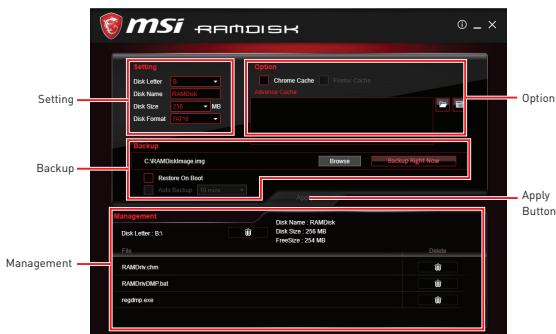 msi RAMDISK
Setting
Disk Letter B:
Disk Name RAMDisk
Disk Size 256 MB
Disk Format FAT16
Option
Chrome Cache Firefox Cache
Advance Cache
Setting
Option
Backup
C:\RAMDiskImage.img Browse Backup Right Now
Restore On Boot
Auto Backup 10 mins
Backup
Apply
Apply
Button
Management
Disk Letter : B:\
Disk Name : RAMDisk
Disk Size : 256 MB
FreeSize : 254 MB
File Delete
RAMDriv.chm
RAMDrivDMP.bat
regdmp.exe
Management